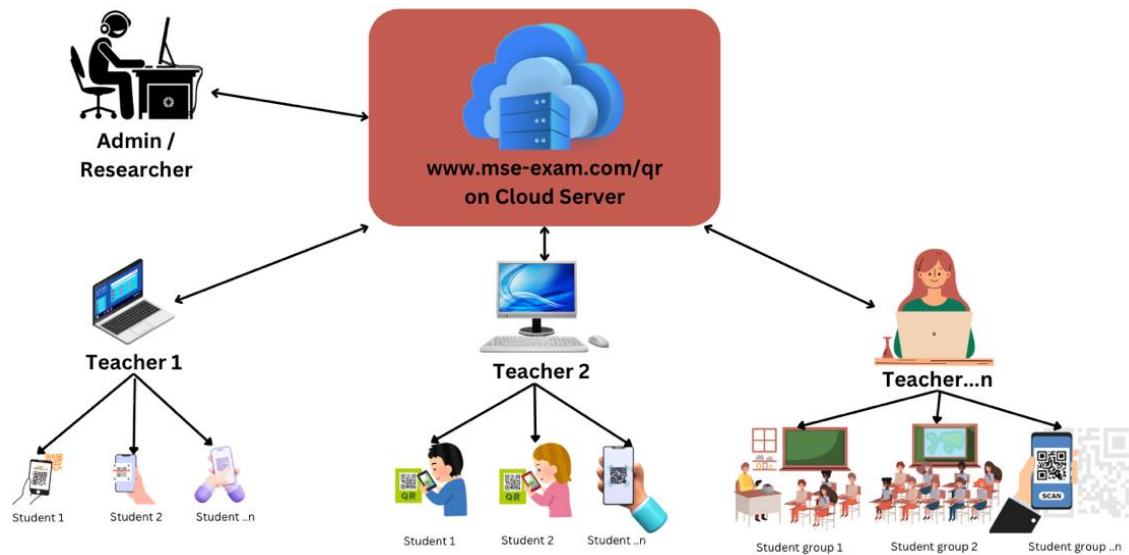 Admin /
Researcher
www.mse-exam.com/qr
on Cloud Server
Teacher 1
Teacher 2
Teacher...n
Student 1
Student 2
Student ..n
QR
QR
Student 1
Student 2
Student ..n
SCAN
Student group 1
Student group 2
Student group ..n